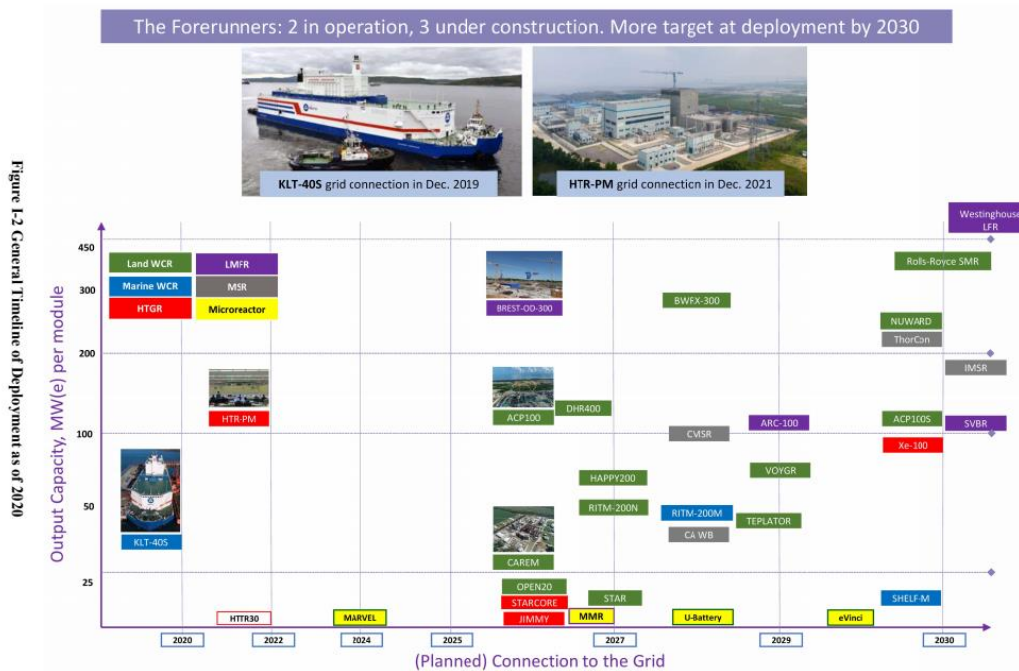 The Forerunners: 2 in operation, 3 under construction. More target at deployment by 2030
KLT-40S grid connection in Dec. 2019
HTR-PM grid connection in Dec. 2021
Figure I-2 General Timeline of Deployment as of 2020
Output Capacity, MW(e) per module
450
300
200
100
50
25
Land WCR
LMFR
Marine WCR
MSR
HTGR
Microreactor
Westinghouse
LFR
Rolls-Royce SMR
BREST-OD-300
BWFX-300
NUWARD
ThorCon
IMSR
HTR-PM
ACP100
DHR400
ARC-100
ACP100S
SVBR
CMSR
Xe-100
HAPPY200
VOYGR
KLT-40S
RITM-200N
RITM-200M
TEPLATOR
CA WB
CAREM
OPEN20
STARCORE
STAR
SHELF-M
HTTR30
MARVEL
JIMMY
MMR
U-Battery
eVinci
2020
2022
2024
2025
2027
2029
2030
(Planned) Connection to the Grid